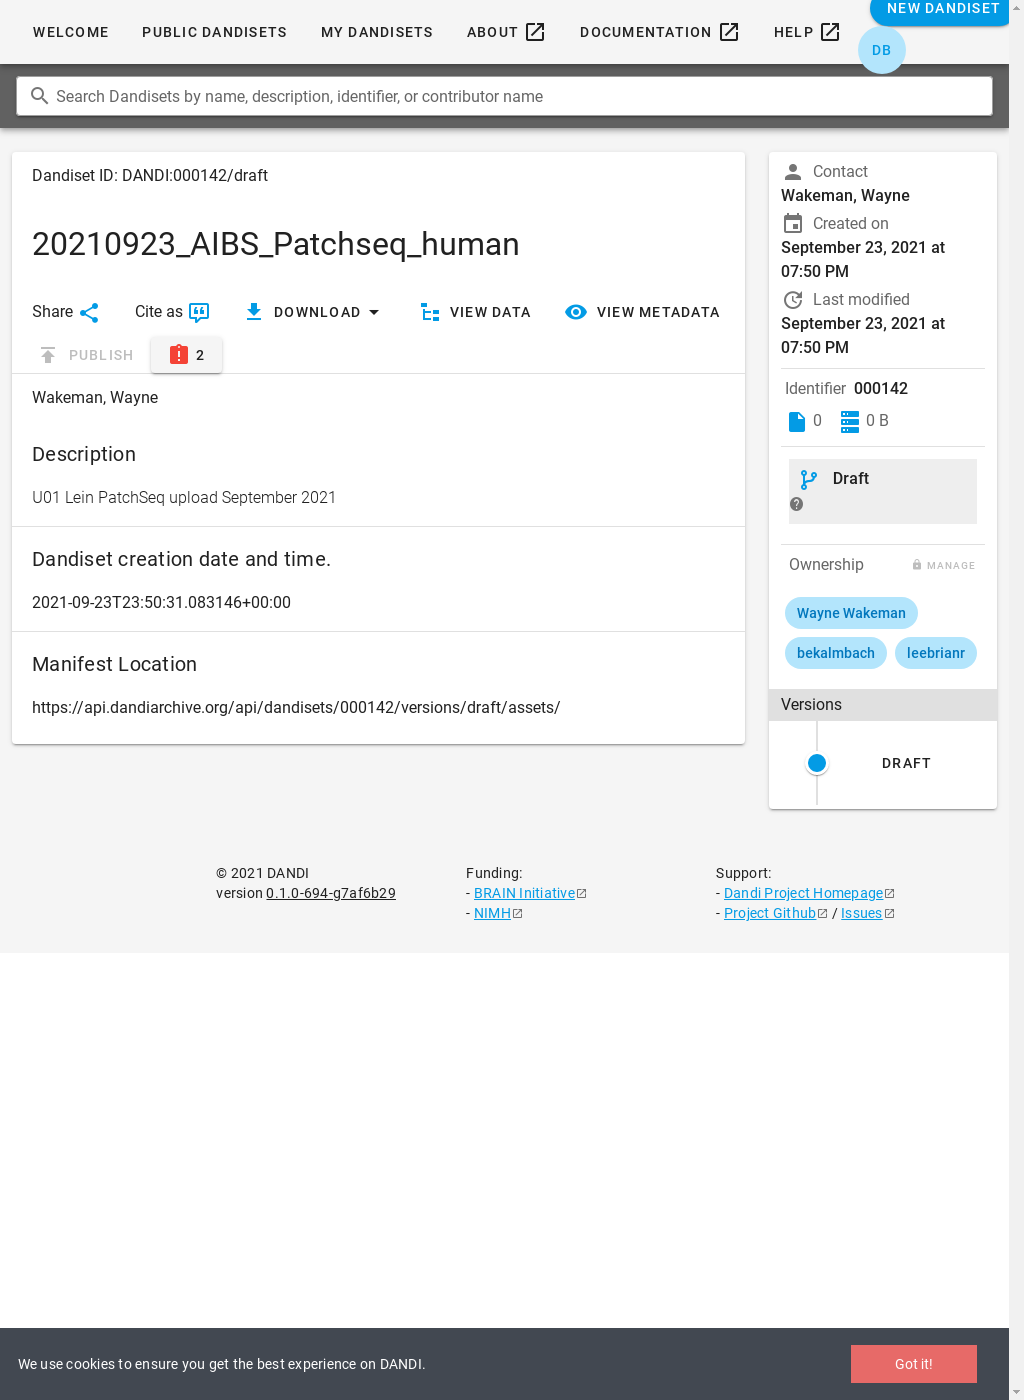 WELCOME PUBLIC DANDISETS MY DANDISETS ABOUT DOCUMENTATION HELP NEW DANDISET
DB
Search Dandisets by name, description, identifier, or contributor name
Dandiset ID: DANDI:000142/draft
20210923_AIBS_Patchseq_human
Share Cite as DOWNLOAD VIEW DATA VIEW METADATA
PUBLISH 2
Wakeman, Wayne
Description
U01 Lein PatchSeq upload September 2021
Dandiset creation date and time.
2021-09-23T23:50:31.083146+00:00
Manifest Location
https://api.dandiarchive.org/api/dandisets/000142/versions/draft/assets/
Contact
Wakeman, Wayne
Created on
September 23, 2021 at
07:50 PM
Last modified
September 23, 2021 at
07:50 PM
Identifier 000142
0 0 B
Draft
Ownership MANAGE
Wayne Wakeman
bekalmbach leebrianr
Versions
DRAFT
© 2021 DANDI
version 0.1.0-694-g7af6b29
Funding:
- BRAIN Initiative
- NIMH
Support:
- Dandi Project Homepage
- Project Github / Issues
We use cookies to ensure you get the best experience on DANDI.
Got it!